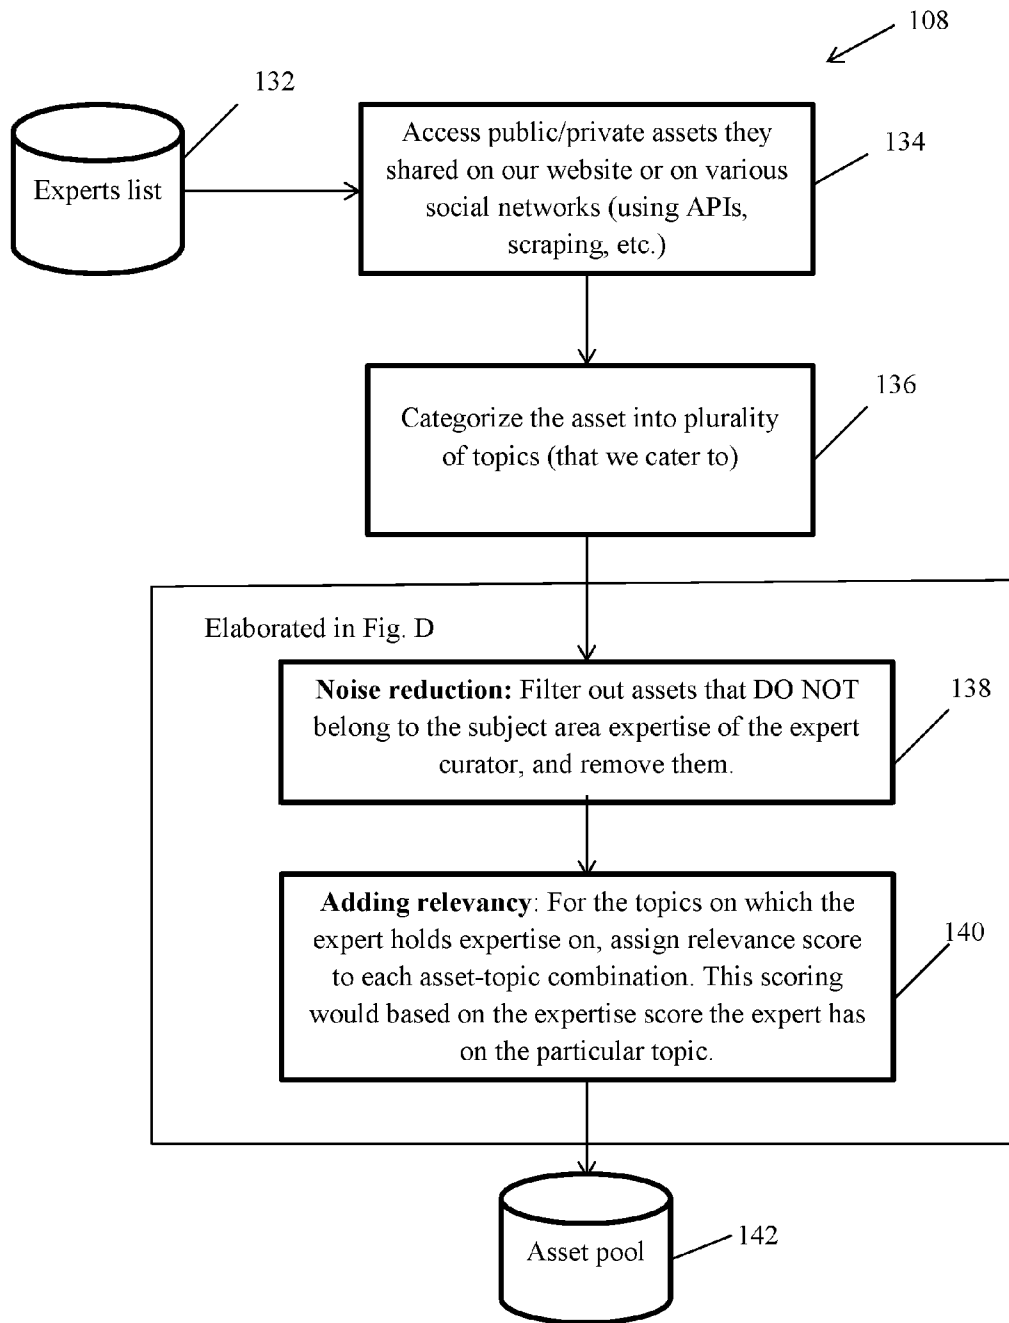 108
132
Experts list
Access public/private assets they
shared on our website or on various
social networks (using APIs,
scraping, etc.)
134
Categorize the asset into plurality
of topics (that we cater to)
136
Elaborated in Fig. D
Noise reduction: Filter out assets that DO NOT
belong to the subject area expertise of the expert
curator, and remove them.
138
Adding relevancy: For the topics on which the
expert holds expertise on, assign relevance score
to each asset-topic combination. This scoring
would based on the expertise score the expert has
on the particular topic.
140
Asset pool
142